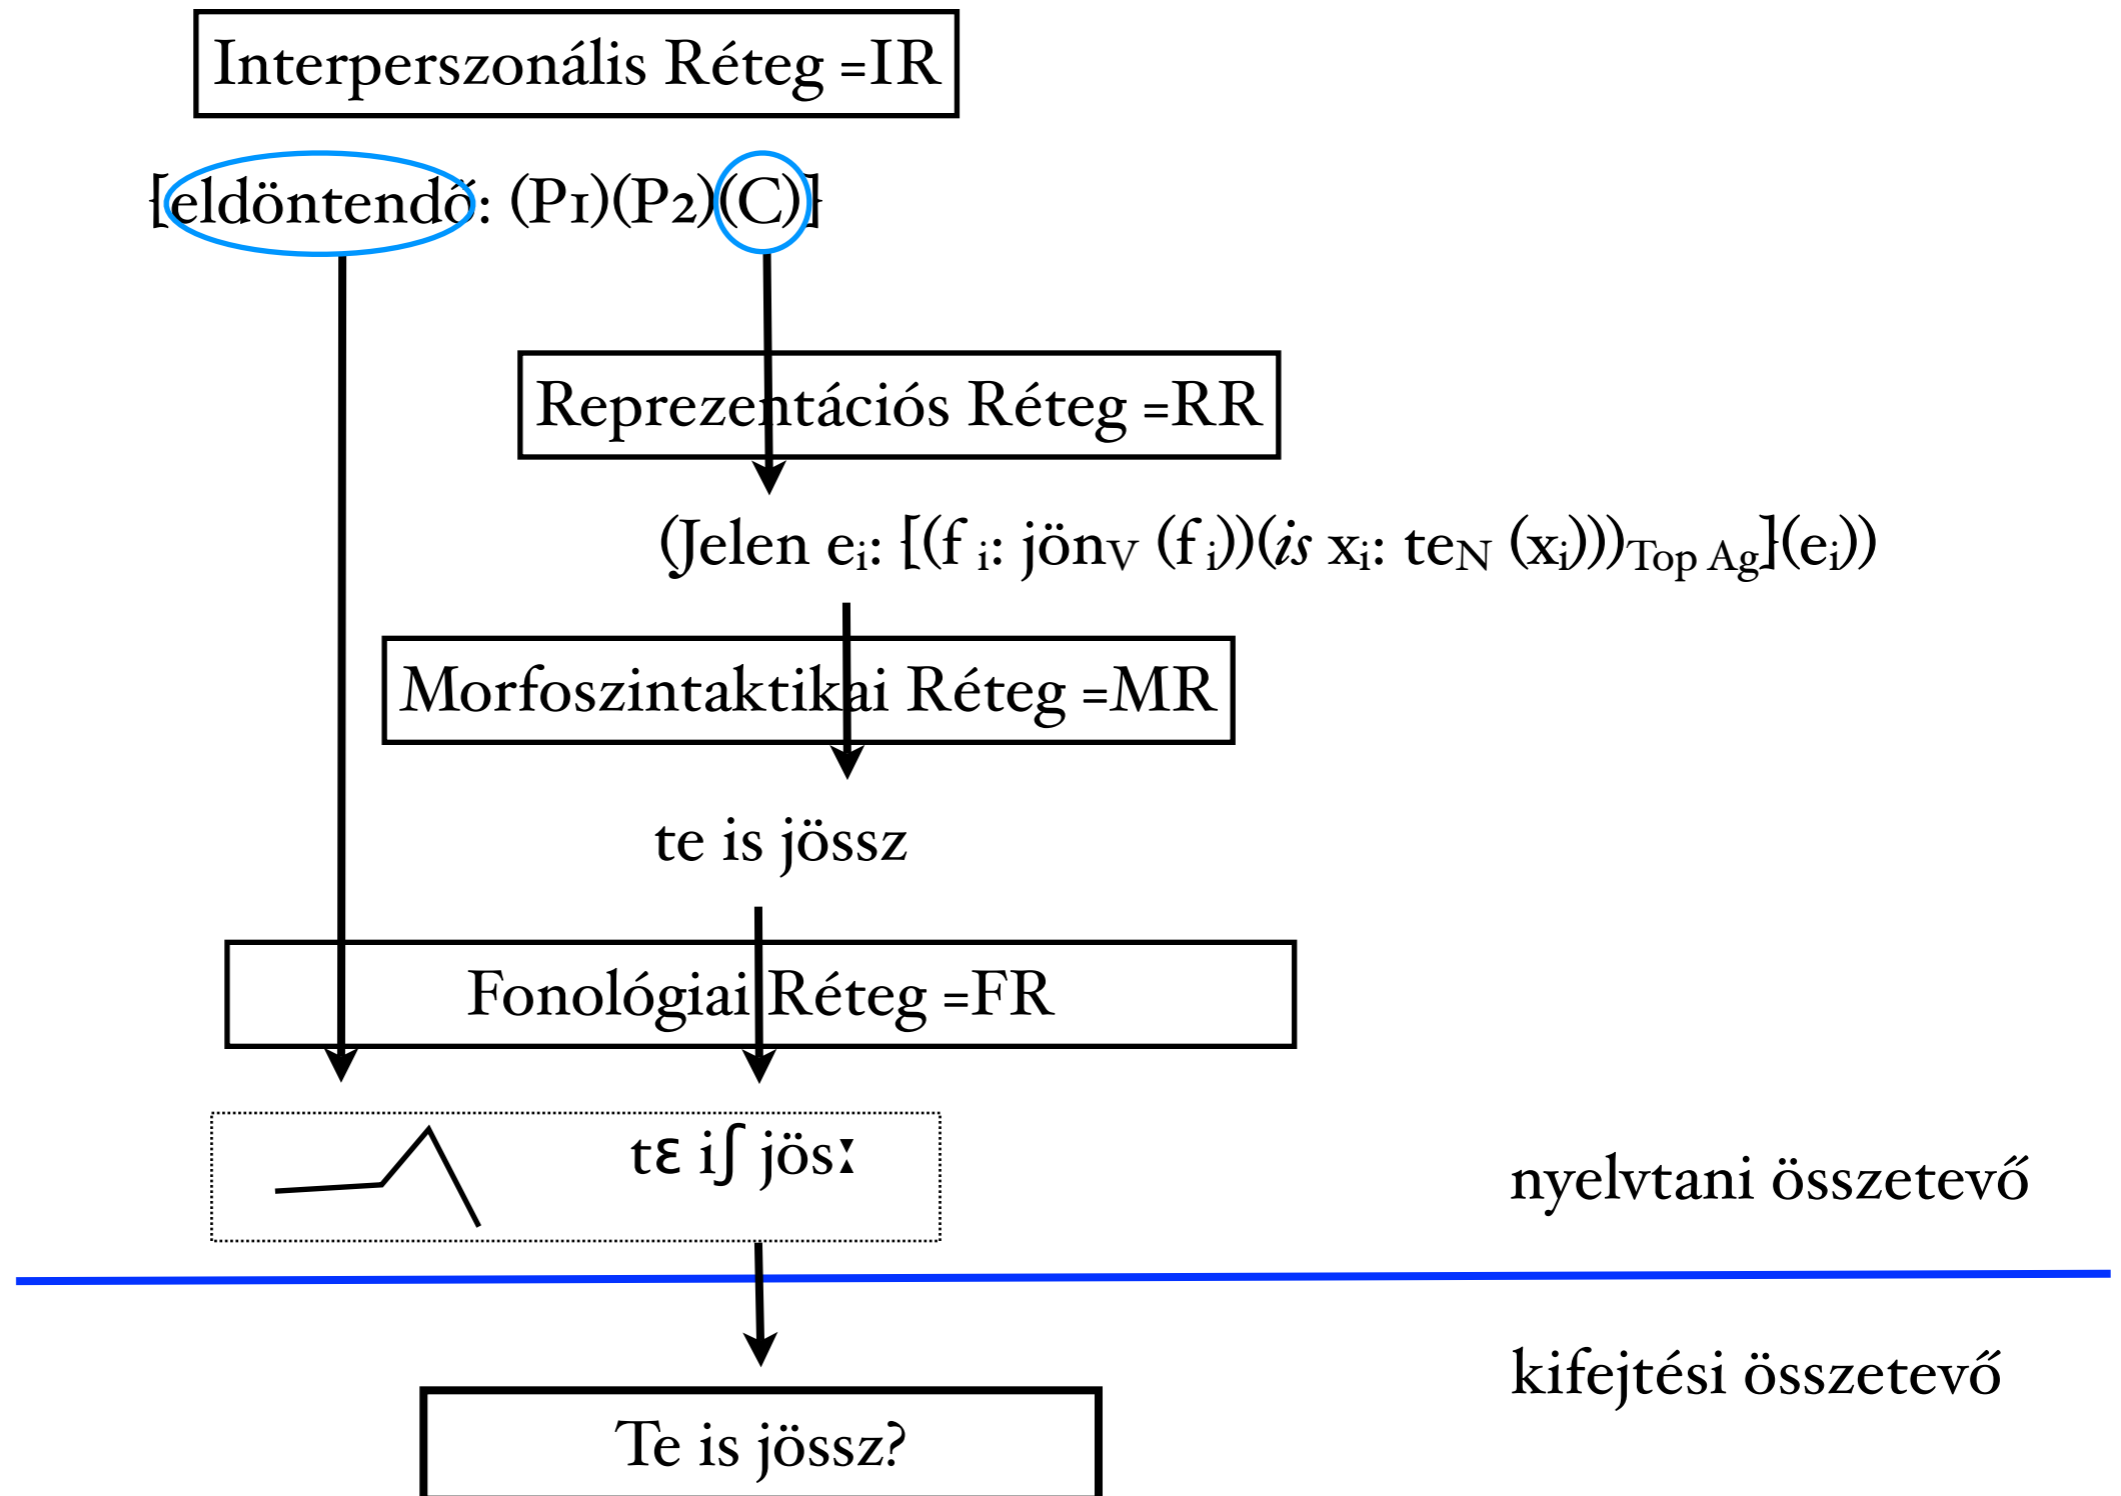 Interperszonális Réteg =IR
[eldöntendő: (P1)(P2)(C)]
Reprezentációs Réteg =RR
(Jelen eᵢ: [(f ᵢ: jönV (f ᵢ))(is xᵢ: teN (xᵢ)))Top Ag](eᵢ))
Morfoszintaktikai Réteg =MR
te is jössz
Fonológiai Réteg =FR
tɛ iʃ jösː
nyelvtani összetevő
kifejtési összetevő
Te is jössz?